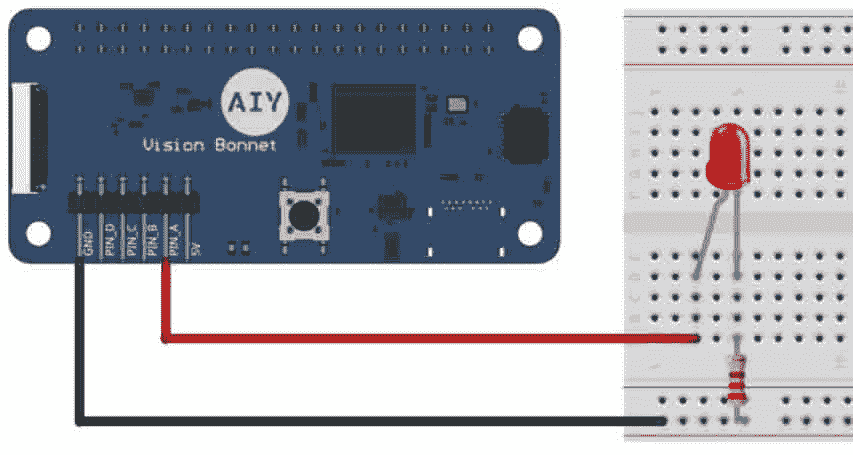 AIY
Vision Bonnet
GND
PIN_D
PIN_C
PIN_B
PIN_A
5V